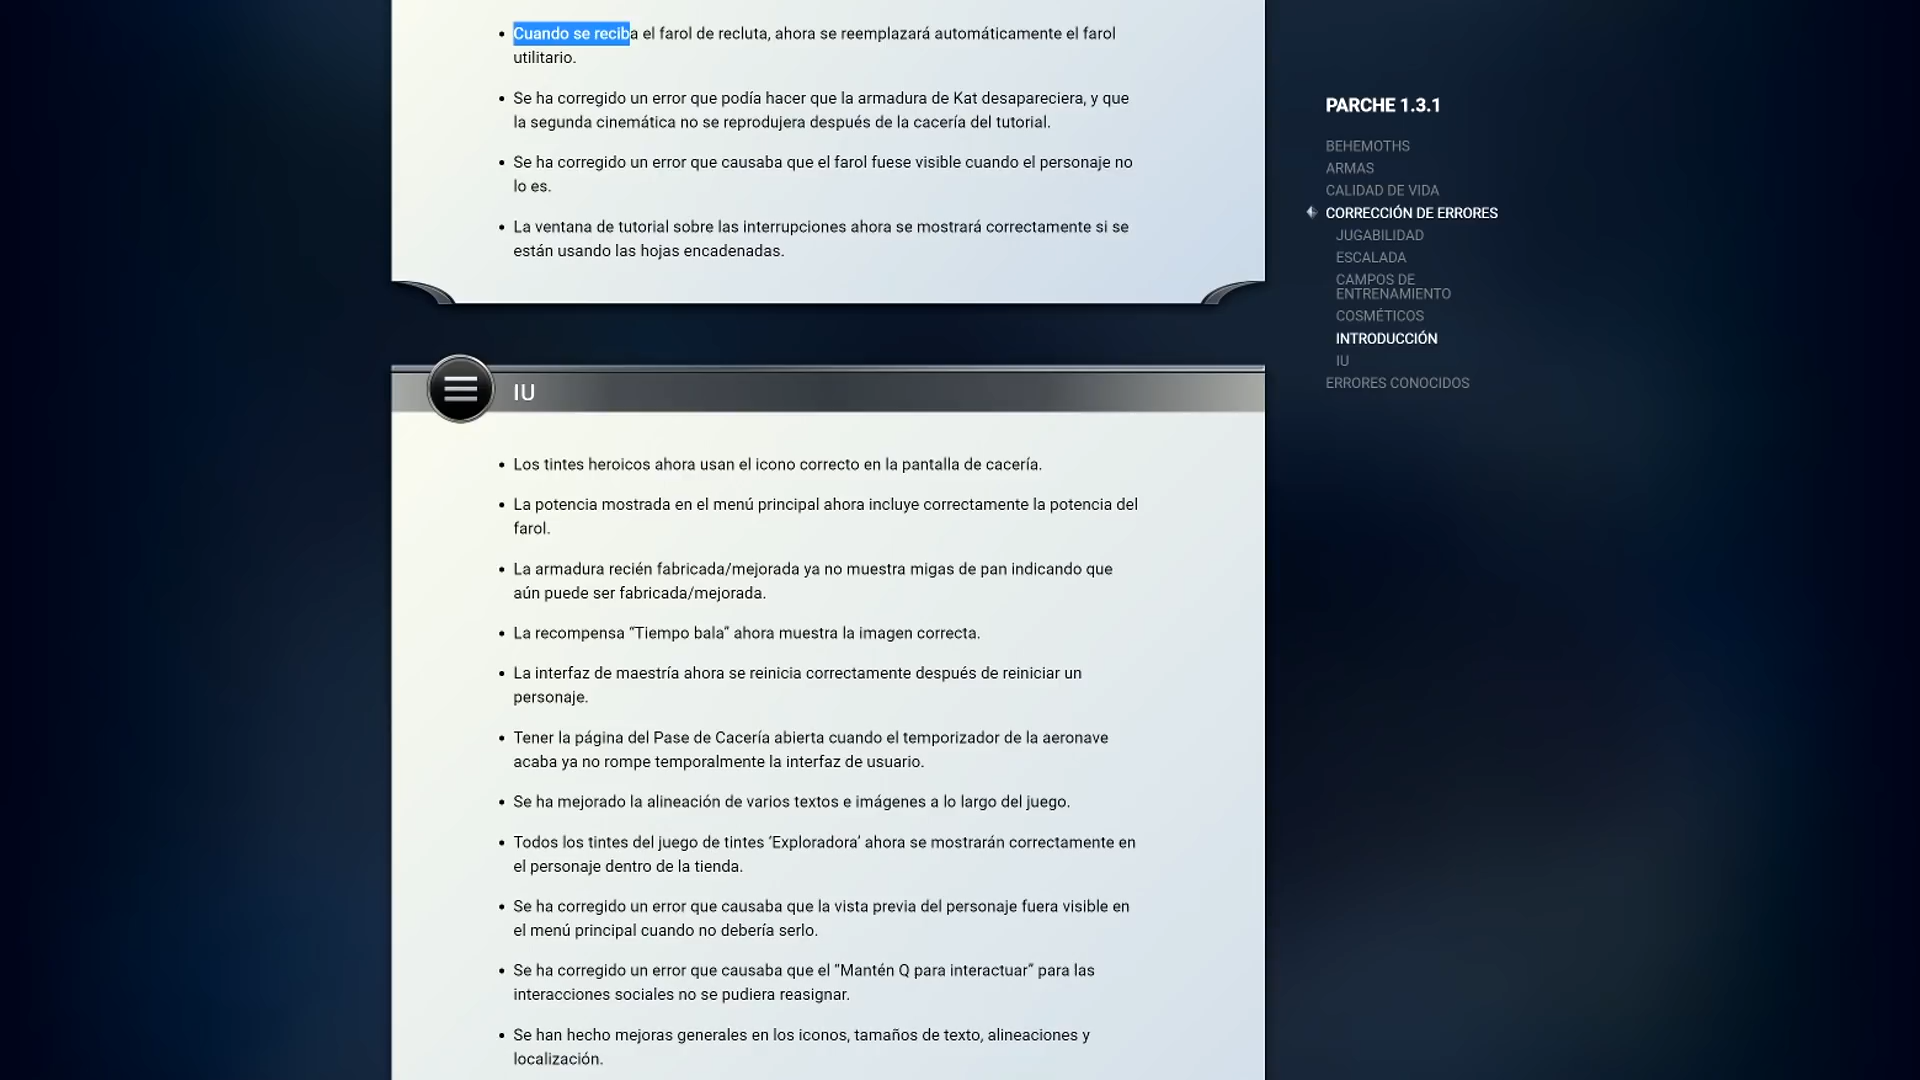 Cuando se reciba el farol de recluta, ahora se reemplazará automáticamente el farol
utilitario.
Se ha corregido un error que podía hacer que la armadura de Kat desapareciera, y que
la segunda cinemática no se reprodujera después de la cacería del tutorial.
Se ha corregido un error que causaba que el farol fuese visible cuando el personaje no
lo es.
La ventana de tutorial sobre las interrupciones ahora se mostrará correctamente si se
están usando las hojas encadenadas.
IU
Los tintes heroicos ahora usan el icono correcto en la pantalla de cacería.
La potencia mostrada en el menú principal ahora incluye correctamente la potencia del
farol.
La armadura recién fabricada/mejorada ya no muestra migas de pan indicando que
aún puede ser fabricada/mejorada.
La recompensa “Tiempo bala” ahora muestra la imagen correcta.
La interfaz de maestría ahora se reinicia correctamente después de reiniciar un
personaje.
Tener la página del Pase de Cacería abierta cuando el temporizador de la aeronave
acaba ya no rompe temporalmente la interfaz de usuario.
Se ha mejorado la alineación de varios textos e imágenes a lo largo del juego.
Todos los tintes del juego de tintes ‘Exploradora’ ahora se mostrarán correctamente en
el personaje dentro de la tienda.
Se ha corregido un error que causaba que la vista previa del personaje fuera visible en
el menú principal cuando no debería serlo.
Se ha corregido un error que causaba que el “Mantén Q para interactuar” para las
interacciones sociales no se pudiera reasignar.
Se han hecho mejoras generales en los iconos, tamaños de texto, alineaciones y
localización.
PARCHE 1.3.1
BEHEMOTHS
ARMAS
CALIDAD DE VIDA
CORRECCIÓN DE ERRORES
JUGABILIDAD
ESCALADA
CAMPOS DE
ENTRENAMIENTO
COSMÉTICOS
INTRODUCCIÓN
IU
ERRORES CONOCIDOS